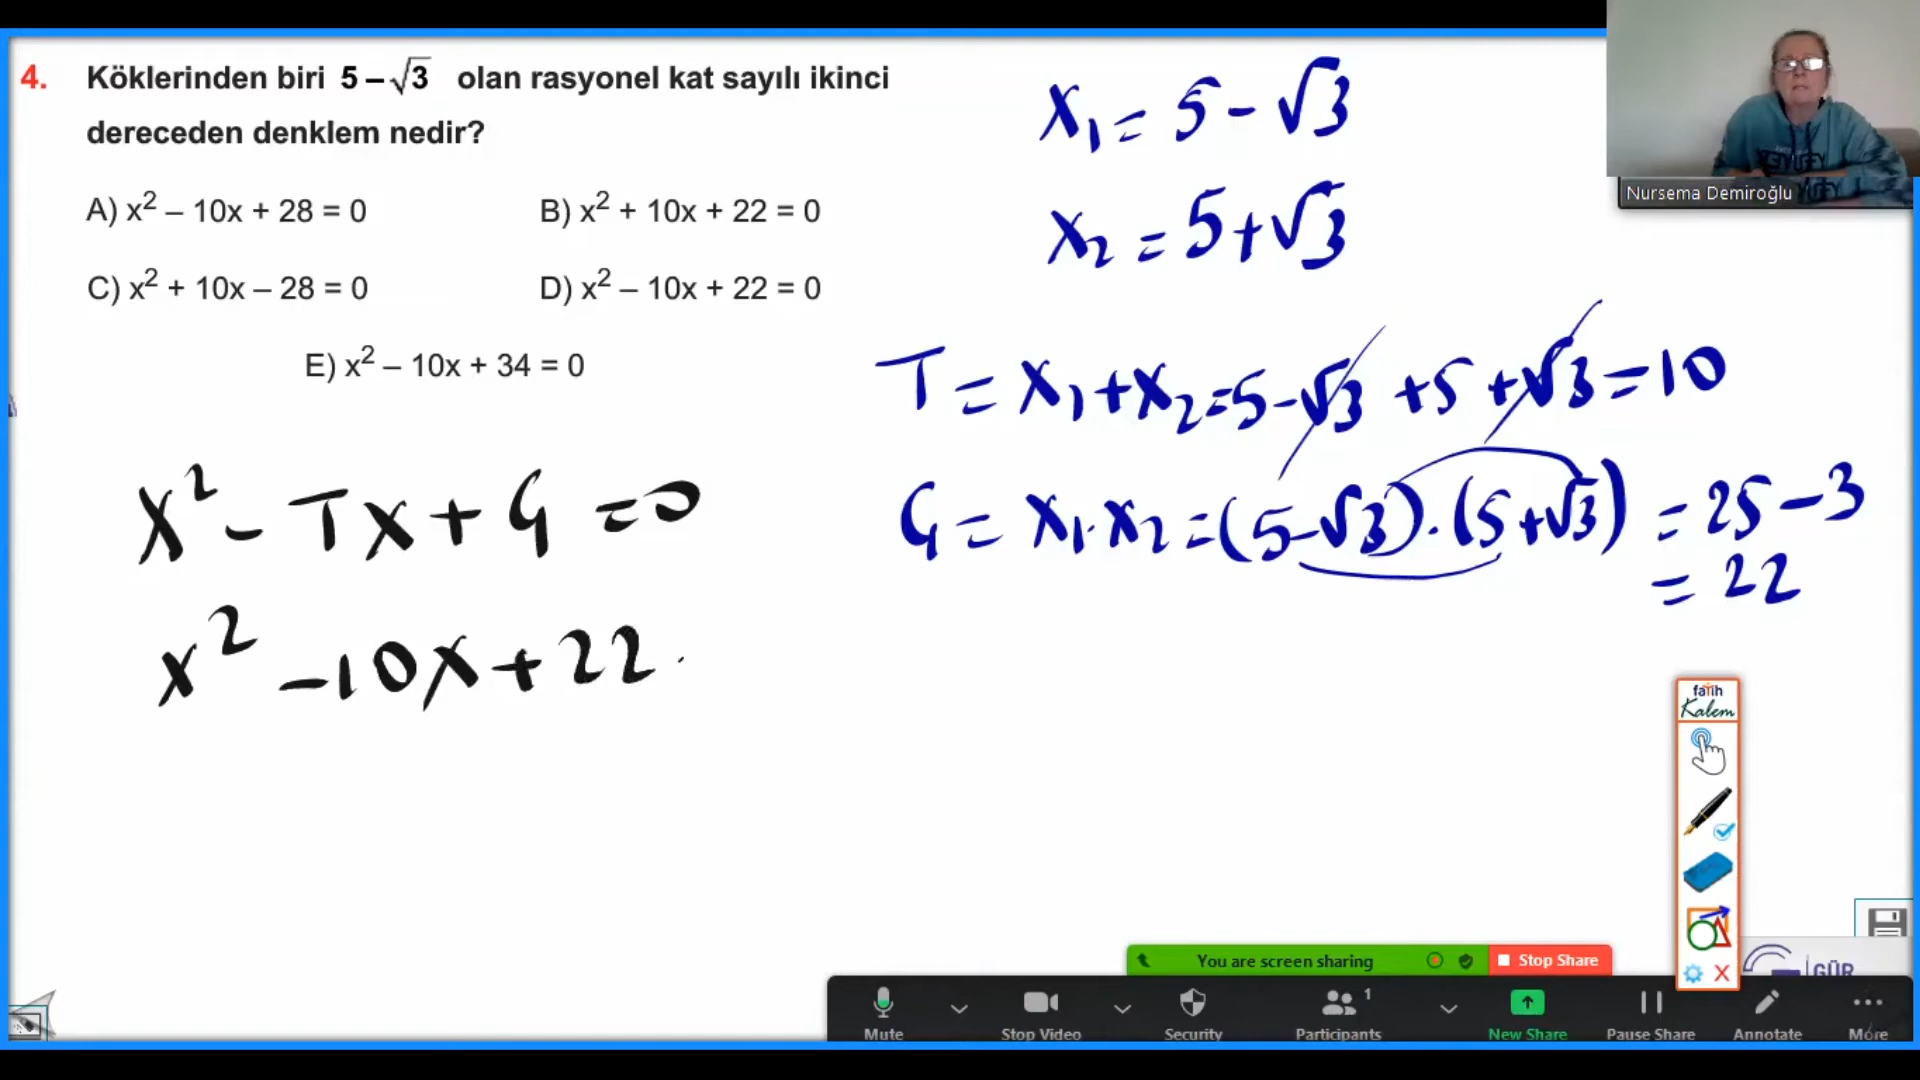 4. Köklerinden biri 5 – √3 olan rasyonel kat sayılı ikinci
dereceden denklem nedir?
A) x² – 10x + 28 = 0
B) x² + 10x + 22 = 0
C) x² + 10x – 28 = 0
D) x² – 10x + 22 = 0
E) x² – 10x + 34 = 0
x² - Tx + Ç = 0
x² - 10x + 22
x₁ = 5 - √3
x₂ = 5 + √3
T = x₁ + x₂ = 5 - √3 + 5 + √3 = 10
Ç = x₁ . x₂ = (5 - √3) . (5 + √3) = 25 - 3
= 22
Nursema Demiroğlu
fatih
Kalem
GÜR
You are screen sharing
Stop Share
Mute
Stop Video
Security
Participants 1
New Share
Pause Share
Annotate
More